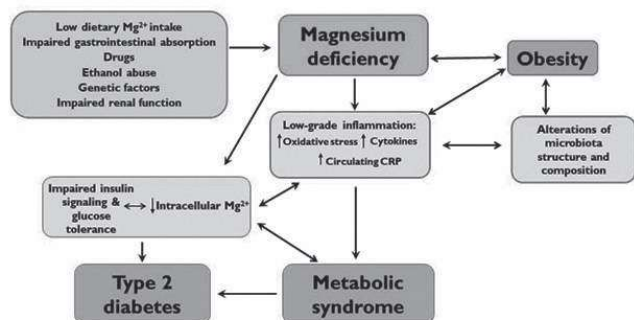 Low dietary Mg²⁺ intake
Impaired gastrointestinal absorption
Drugs
Ethanol abuse
Genetic factors
Impaired renal function
Magnesium
deficiency
Obesity
Low-grade inflammation:
↑Oxidative stress ↑ Cytokines
↑ Circulating CRP
Alterations of
microbiota
structure and
composition
Impaired insulin
signaling &
glucose
tolerance
↔ ↓Intracellular Mg²⁺
Type 2
diabetes
Metabolic
syndrome